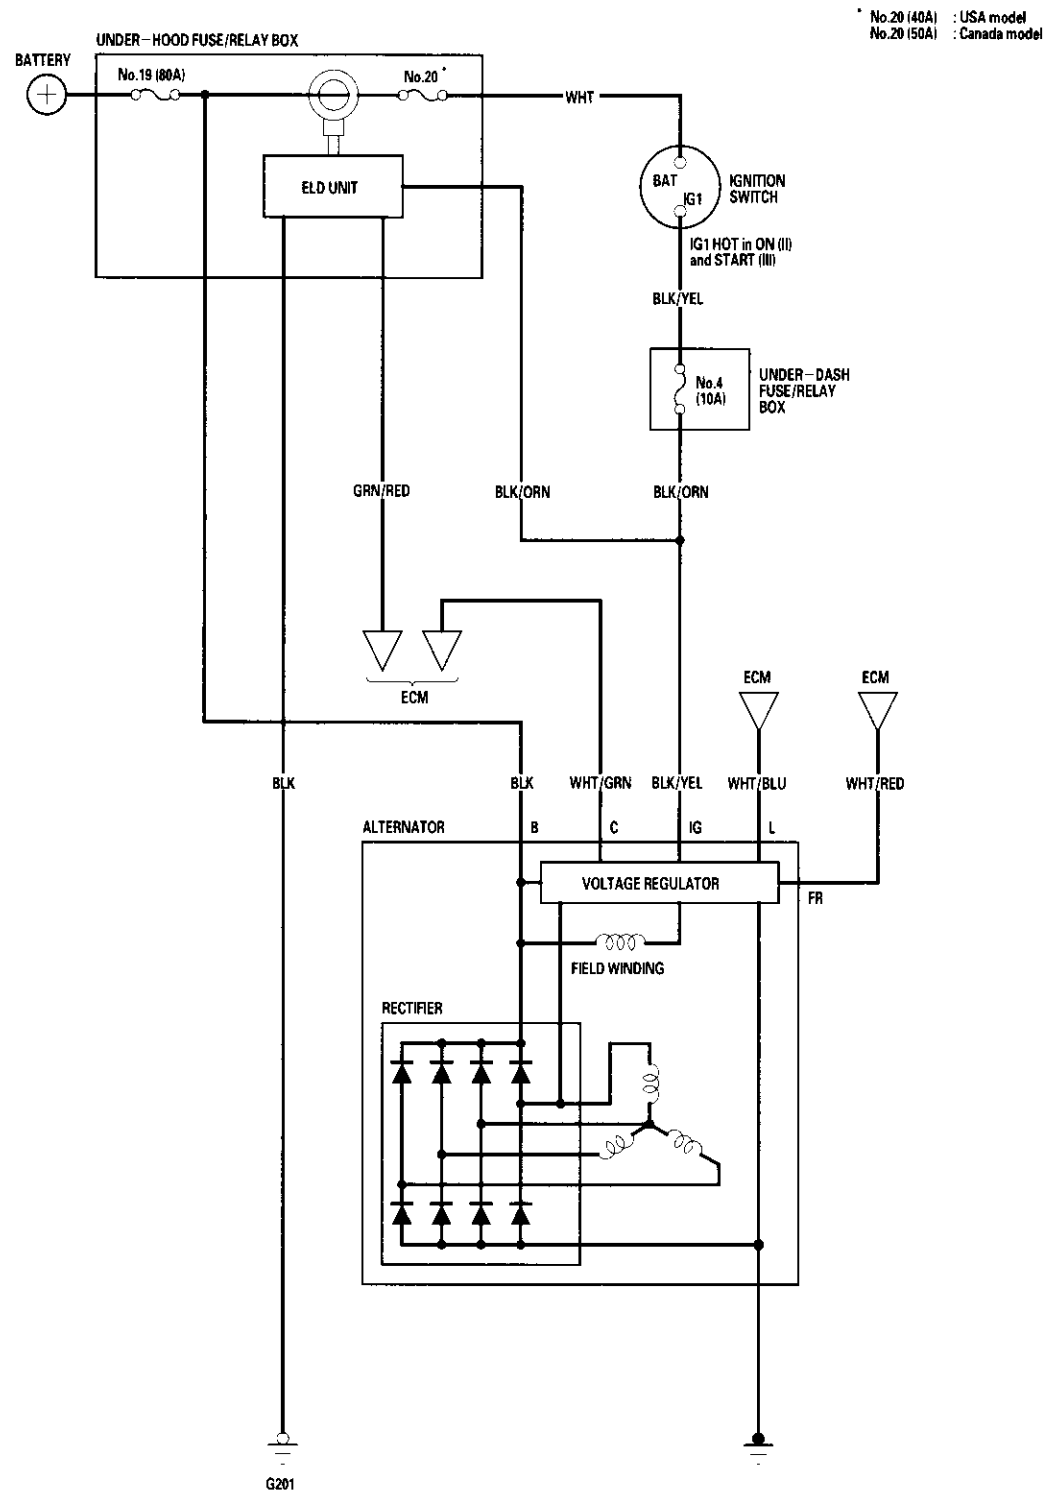 * No.20 (40A) : USA model
No.20 (50A) : Canada model
UNDER-HOOD FUSE/RELAY BOX
BATTERY
No.19 (80A)
No.20 *
WHT
ELD UNIT
BAT
IG1
IGNITION
SWITCH
IG1 HOT in ON (II)
and START (III)
BLK/YEL
No.4
(10A)
UNDER-DASH
FUSE/RELAY
BOX
GRN/RED
BLK/ORN
BLK/ORN
ECM
ECM
ECM
BLK
BLK
WHT/GRN
BLK/YEL
WHT/BLU
WHT/RED
ALTERNATOR
B
C
IG
L
VOLTAGE REGULATOR
FR
FIELD WINDING
RECTIFIER
G201